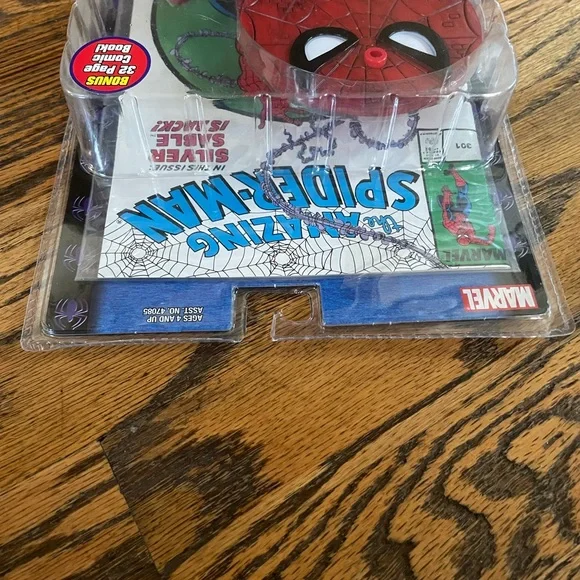 MARVEL
AGES 4 AND UP
ASST. NO. 47085
MARVEL
301
the AMAZING
SPIDER-MAN
IN THIS ISSUE:
SILVER
SABLE
IS BACK!
BONUS
32 Page
Comic
Book!